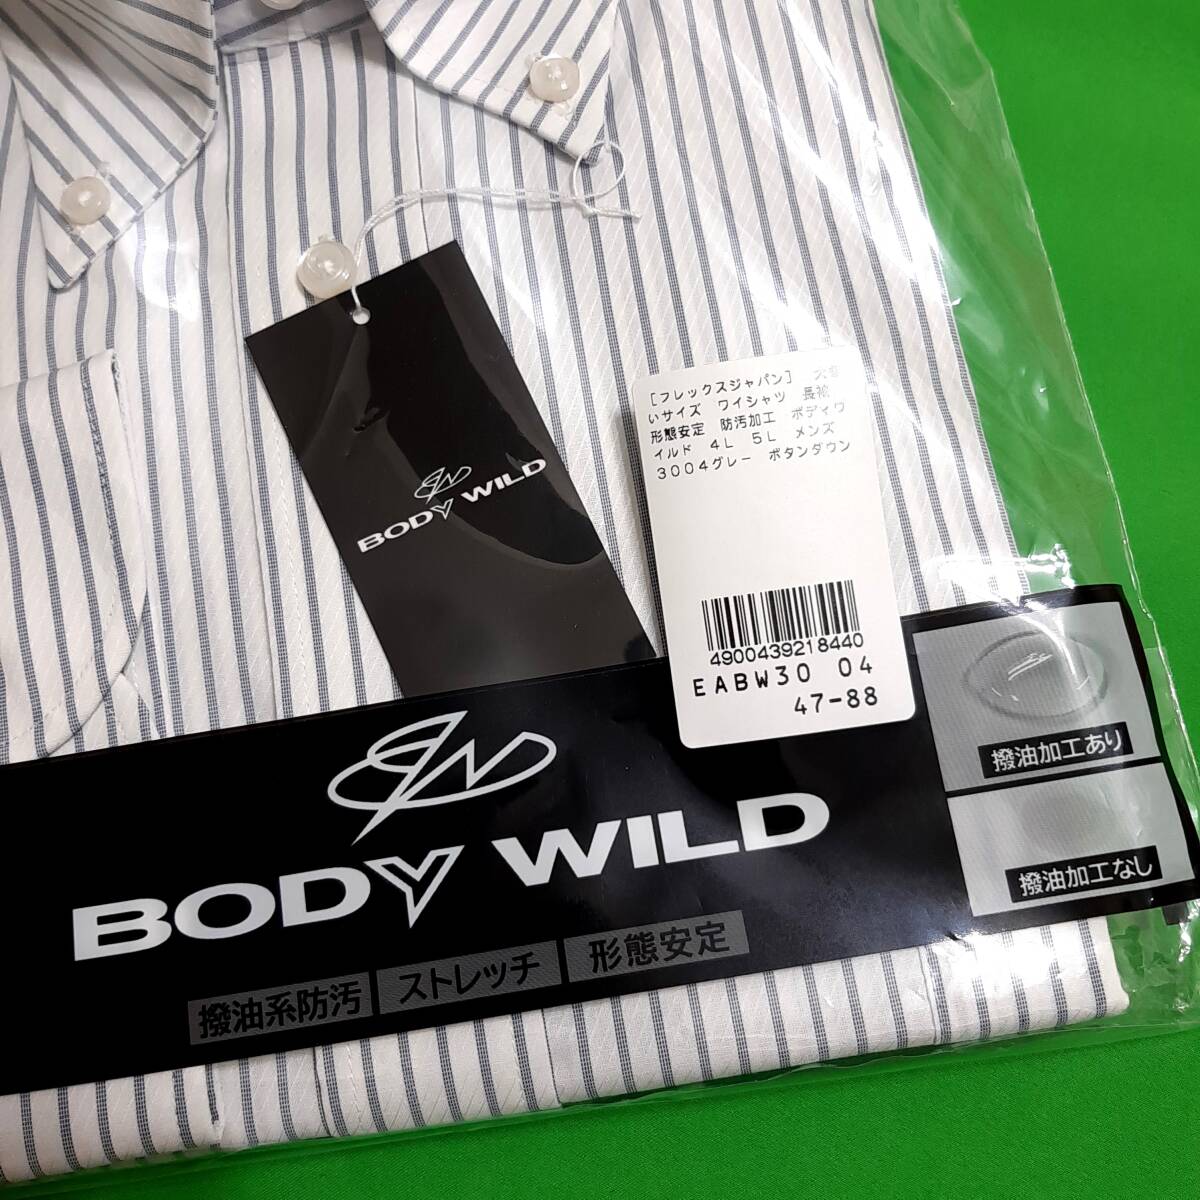 BODY WILD
[フレックスジャパン] 大き
いサイズ ワイシャツ 長袖
形態安定 防汚加工 ボディワ
イルド 4L 5L メンズ
3004グレー ボタンダウン
4900439218440
EABW30 04
47-88
BODY WILD
撥油系防汚
ストレッチ
形態安定
撥油加工あり
撥油加工なし